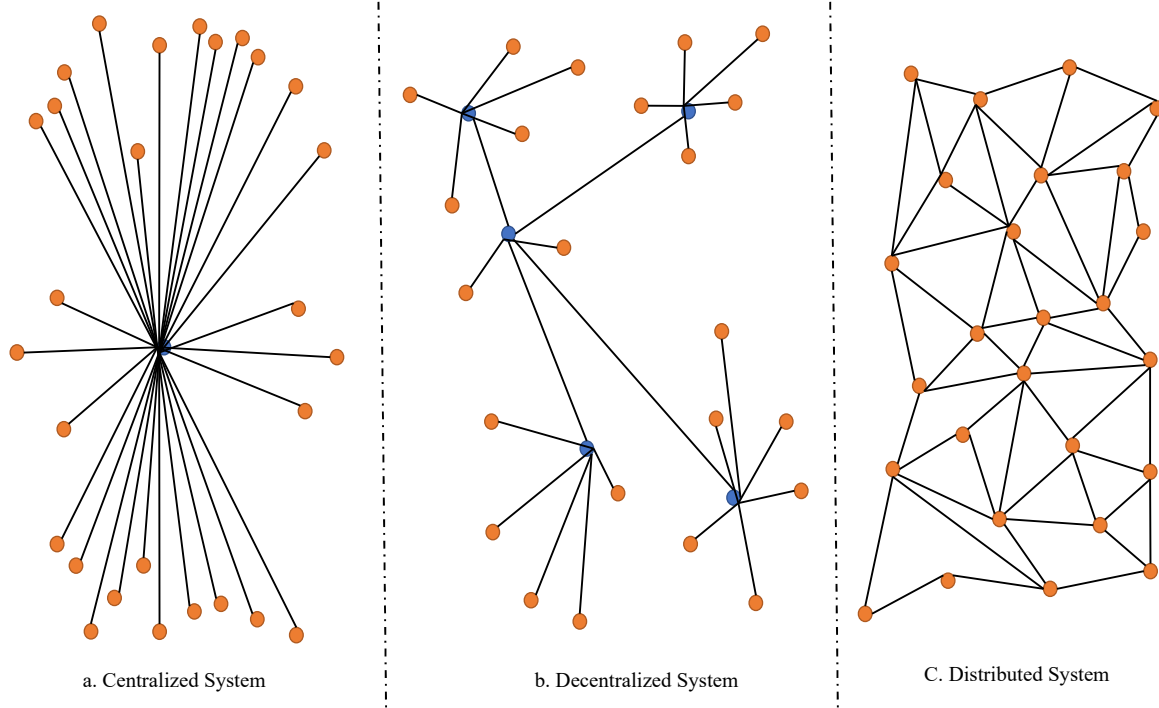 a. Centralized System
b. Decentralized System
C. Distributed System